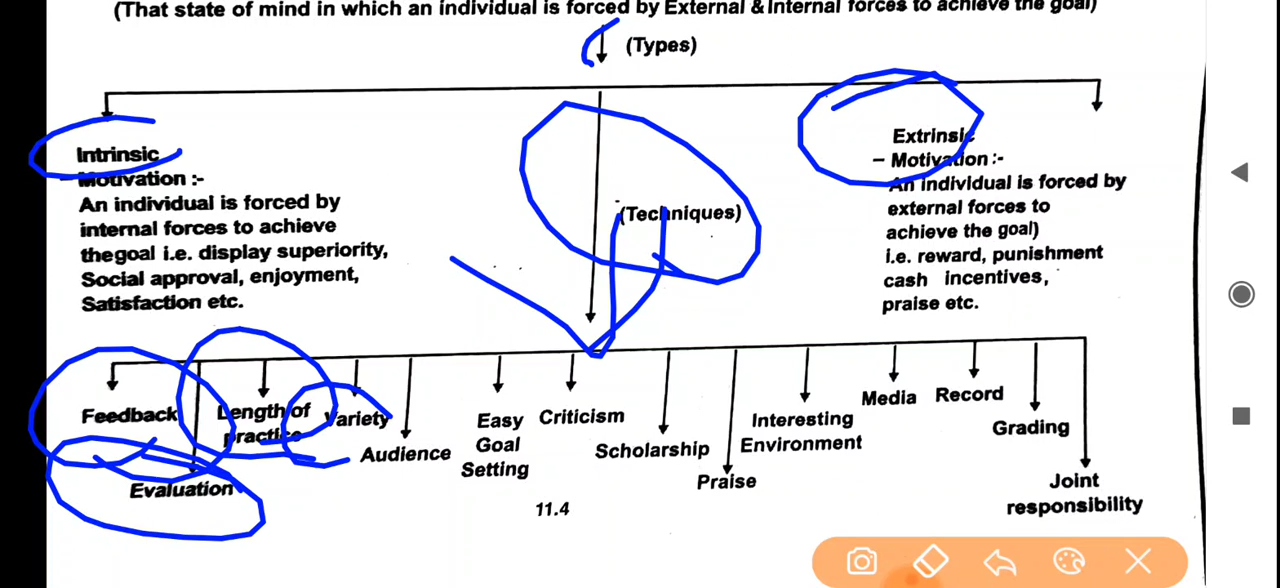 (That state of mind in which an individual is forced by External & Internal forces to achieve the goal)
(Types)
Intrinsic
Motivation :-
An individual is forced by
internal forces to achieve
thegoal i.e. display superiority,
Social approval, enjoyment,
Satisfaction etc.
(Techniques)
Extrinsic
– Motivation :-
An individual is forced by
external forces to
achieve the goal)
i.e. reward, punishment
cash incentives,
praise etc.
Feedback
Evaluation
Length of
practice
Variety
Audience
Easy
Goal
Setting
Criticism
Scholarship
Praise
Interesting
Environment
Media
Record
Grading
Joint
responsibility
11.4